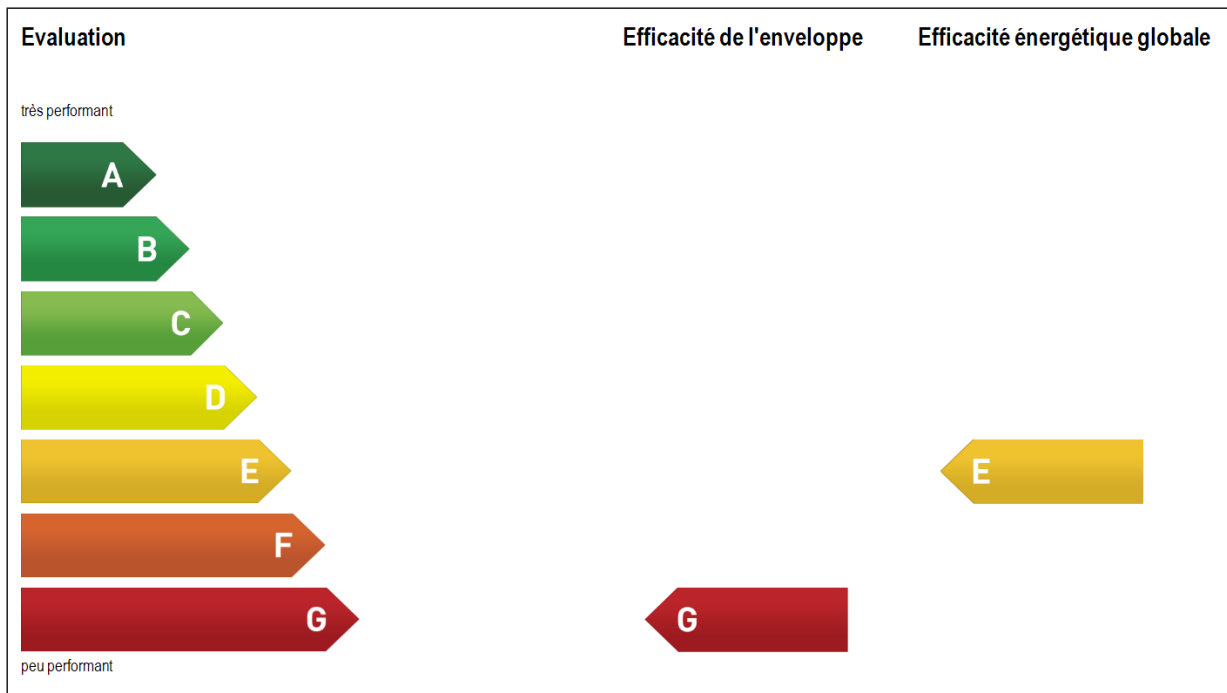 Evaluation Efficacité de l'enveloppe Efficacité énergétique globale
très performant
A
B
C
D
E E
F
G G
peu performant